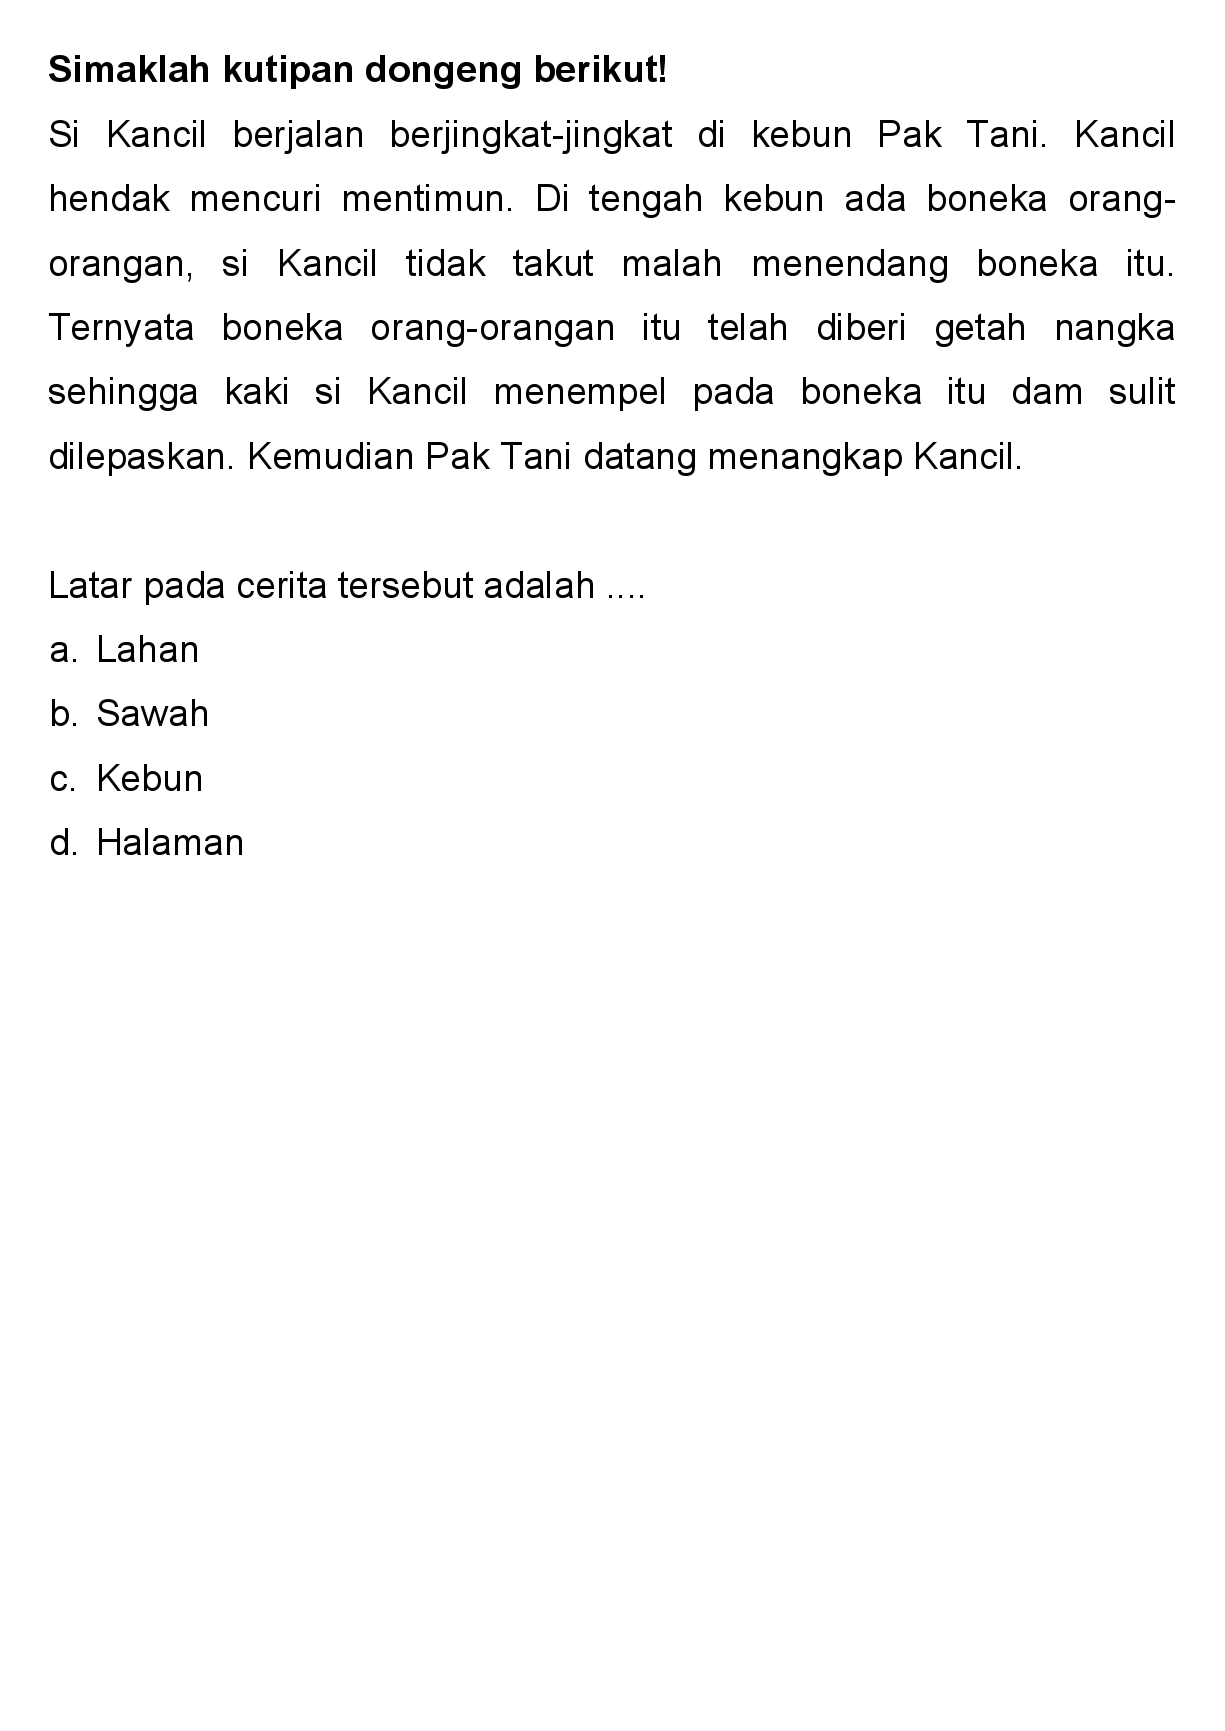 Simaklah kutipan dongeng berikut!
Si Kancil berjalan berjingkat-jingkat di kebun Pak Tani. Kancil
hendak mencuri mentimun. Di tengah kebun ada boneka orang-
orangan, si Kancil tidak takut malah menendang boneka itu.
Ternyata boneka orang-orangan itu telah diberi getah nangka
sehingga kaki si Kancil menempel pada boneka itu dam sulit
dilepaskan. Kemudian Pak Tani datang menangkap Kancil.
Latar pada cerita tersebut adalah ....
a. Lahan
b. Sawah
c. Kebun
d. Halaman